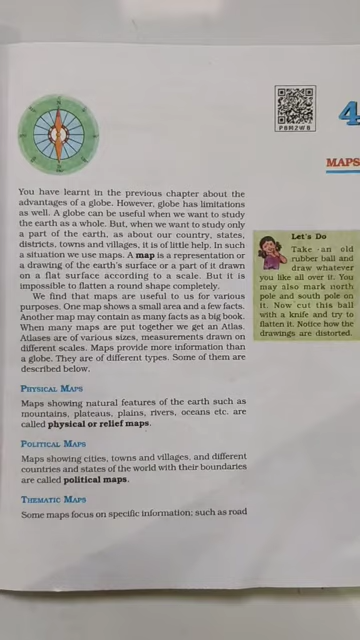 P8M2W8
4
MAPS
You have learnt in the previous chapter about the
advantages of a globe. However, globe has limitations
as well. A globe can be useful when we want to study
the earth as a whole. But, when we want to study only
a part of the earth, as about our country, states,
districts, towns and villages, it is of little help. In such
a situation we use maps. A map is a representation or
a drawing of the earth's surface or a part of it drawn
on a flat surface according to a scale. But it is
impossible to flatten a round shape completely.
We find that maps are useful to us for various
purposes. One map shows a small area and a few facts.
Another map may contain as many facts as a big book.
When many maps are put together we get an Atlas.
Atlases are of various sizes, measurements drawn on
different scales. Maps provide more information than
a globe. They are of different types. Some of them are
described below.
Let's Do
Take an old
rubber ball and
draw whatever
you like all over it. You
may also mark north
pole and south pole on
it. Now cut this ball
with a knife and try to
flatten it. Notice how the
drawings are distorted.
PHYSICAL MAPS
Maps showing natural features of the earth such as
mountains, plateaus, plains, rivers, oceans etc. are
called physical or relief maps.
POLITICAL MAPS
Maps showing cities, towns and villages, and different
countries and states of the world with their boundaries
are called political maps.
THEMATIC MAPS
Some maps focus on specific information; such as road